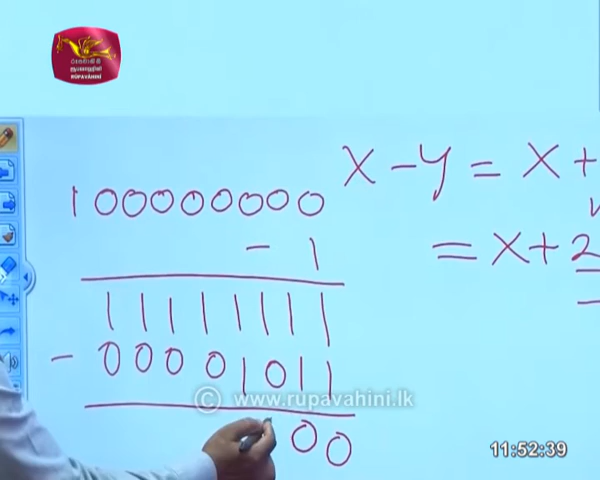 RUPAVAHINI
X - Y = X +
100000000
- 1
= X + 2
11111111
- 00001011
© www.rupavahini.lk
00
11:52:39